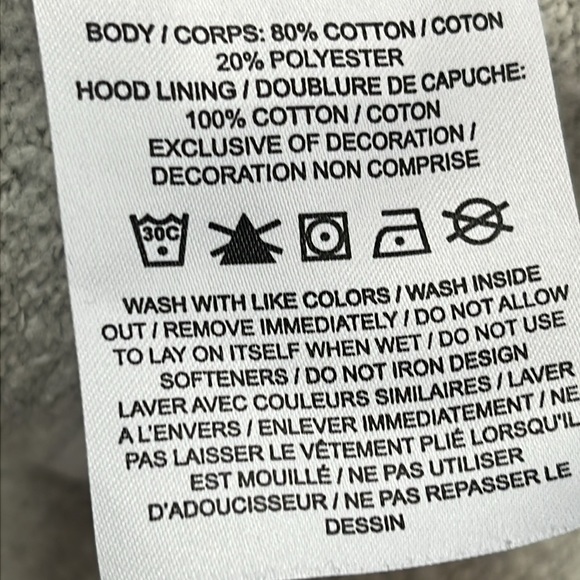 BODY / CORPS: 80% COTTON / COTON
20% POLYESTER
HOOD LINING / DOUBLURE DE CAPUCHE:
100% COTTON / COTON
EXCLUSIVE OF DECORATION /
DECORATION NON COMPRISE
30C
WASH WITH LIKE COLORS / WASH INSIDE
OUT / REMOVE IMMEDIATELY / DO NOT ALLOW
TO LAY ON ITSELF WHEN WET / DO NOT USE
SOFTENERS / DO NOT IRON DESIGN
LAVER AVEC COULEURS SIMILAIRES / LAVER
A L'ENVERS / ENLEVER IMMEDIATEMENT / NE
PAS LAISSER LE VÊTEMENT PLIÉ LORSQU'IL
EST MOUILLÉ / NE PAS UTILISER
D'ADOUCISSEUR / NE PAS REPASSER LE
DESSIN